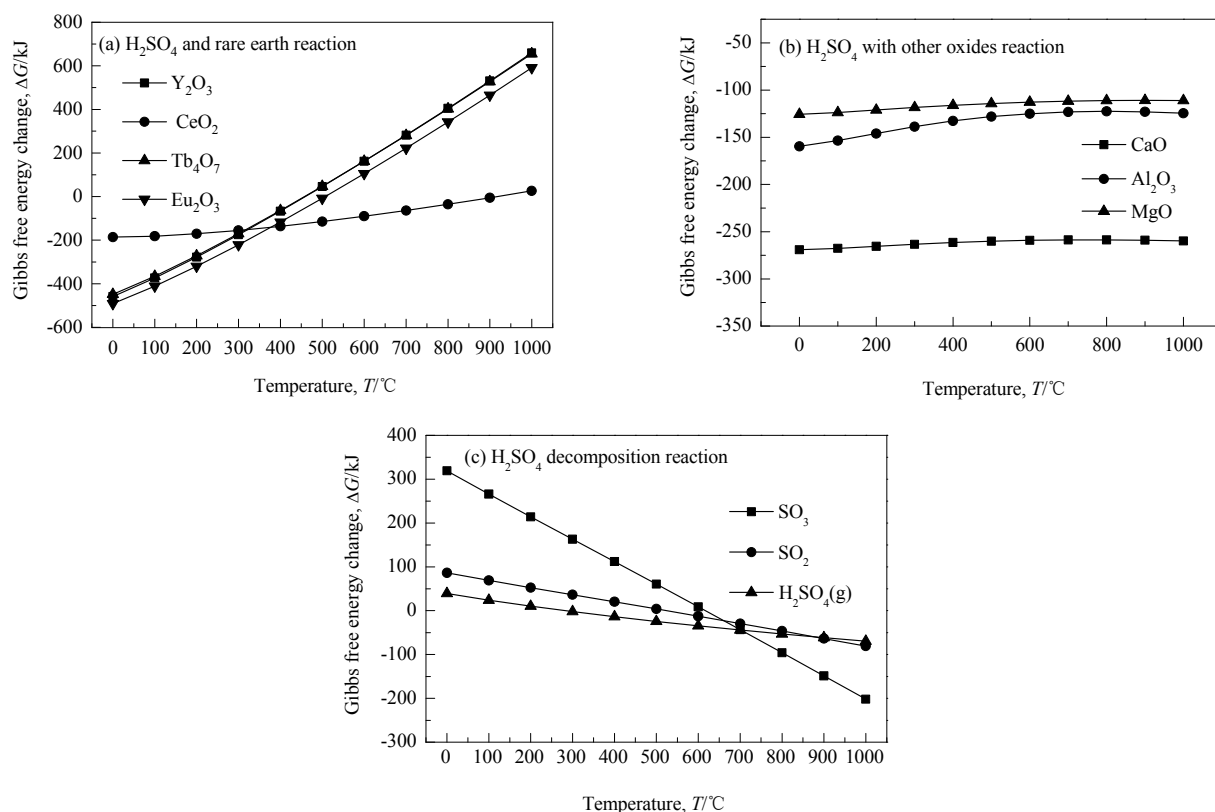 (a) H₂SO₄ and rare earth reaction
Y₂O₃
CeO₂
Tb₄O₇
Eu₂O₃
Gibbs free energy change, ΔG/kJ
800
600
400
200
0
-200
-400
-600
0 100 200 300 400 500 600 700 800 900 1000
Temperature, T/℃
(b) H₂SO₄ with other oxides reaction
CaO
Al₂O₃
MgO
Gibbs free energy change, ΔG/kJ
-50
-100
-150
-200
-250
-300
-350
0 200 400 600 800 1000
Temperature, T/℃
(c) H₂SO₄ decomposition reaction
SO₃
SO₂
H₂SO₄(g)
Gibbs free energy change, ΔG/kJ
400
300
200
100
0
-100
-200
-300
0 100 200 300 400 500 600 700 800 900 1000
Temperature, T/℃